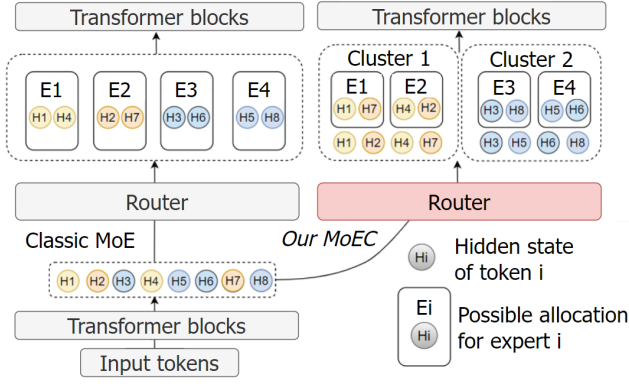 Transformer blocks
E1 E2 E3 E4
H1 H4 H2 H7 H3 H6 H5 H8
Router
Classic MoE
H1 H2 H3 H4 H5 H6 H7 H8
Transformer blocks
Input tokens
Transformer blocks
Cluster 1 Cluster 2
E1 E2 E3 E4
H1 H7 H4 H2 H3 H8 H5 H6
H1 H2 H4 H7 H3 H5 H6 H8
Router
Our MoEC
Hi
Hidden state
of token i
Ei
Hi
Possible allocation
for expert i